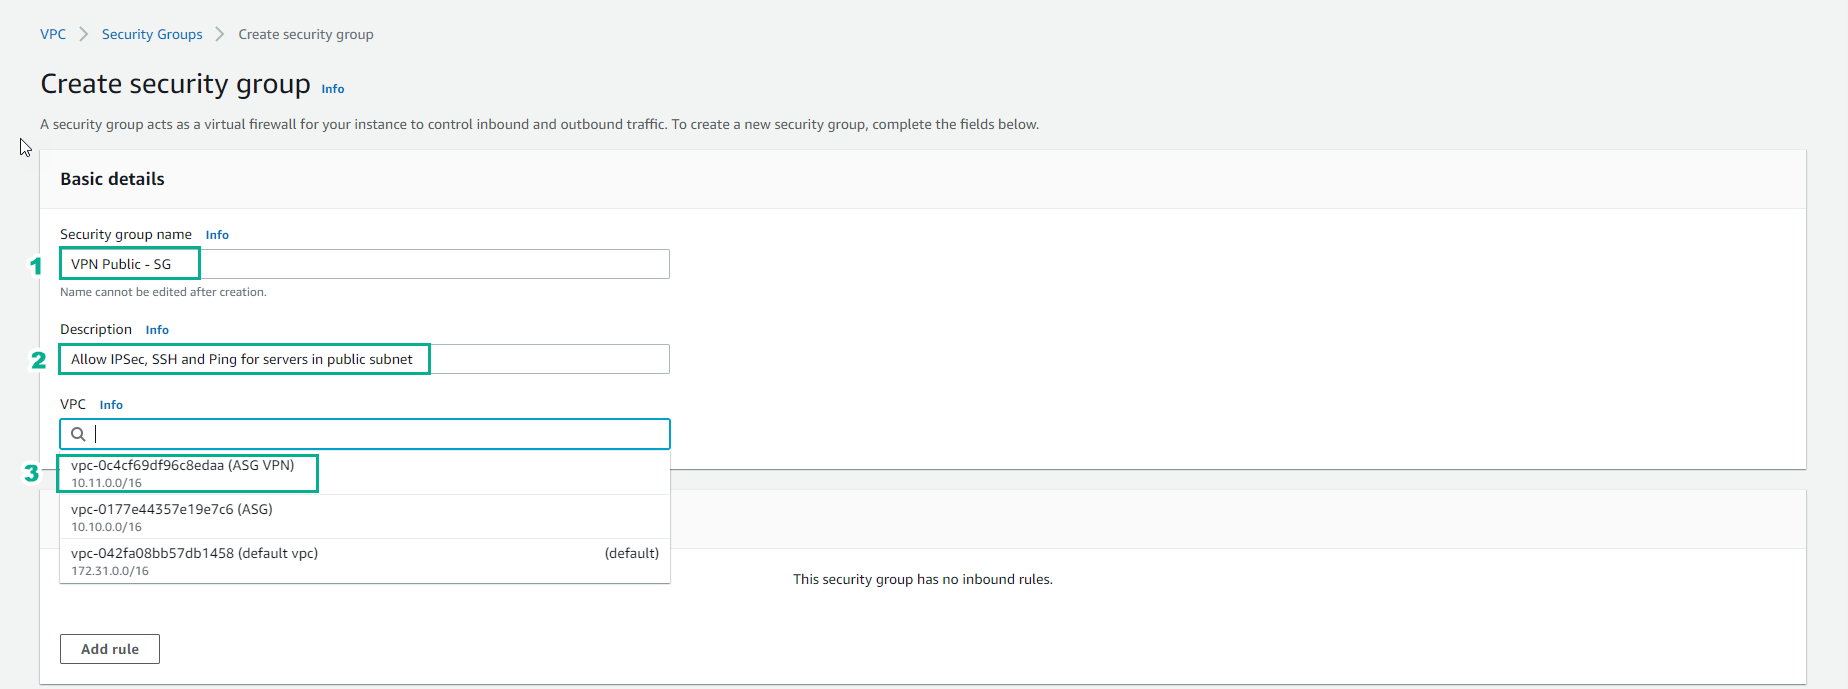 VPC > Security Groups > Create security group
Create security group Info
A security group acts as a virtual firewall for your instance to control inbound and outbound traffic. To create a new security group, complete the fields below.
Basic details
Security group name Info
1 VPN Public - SG
Name cannot be edited after creation.
Description Info
2 Allow IPSec, SSH and Ping for servers in public subnet
VPC Info
3 vpc-0c4cf69df96c8edaa (ASG VPN)
10.11.0.0/16
vpc-0177e44357e19e7c6 (ASG)
10.10.0.0/16
vpc-042fa08bb57db1458 (default vpc) (default)
172.31.0.0/16
This security group has no inbound rules.
Add rule